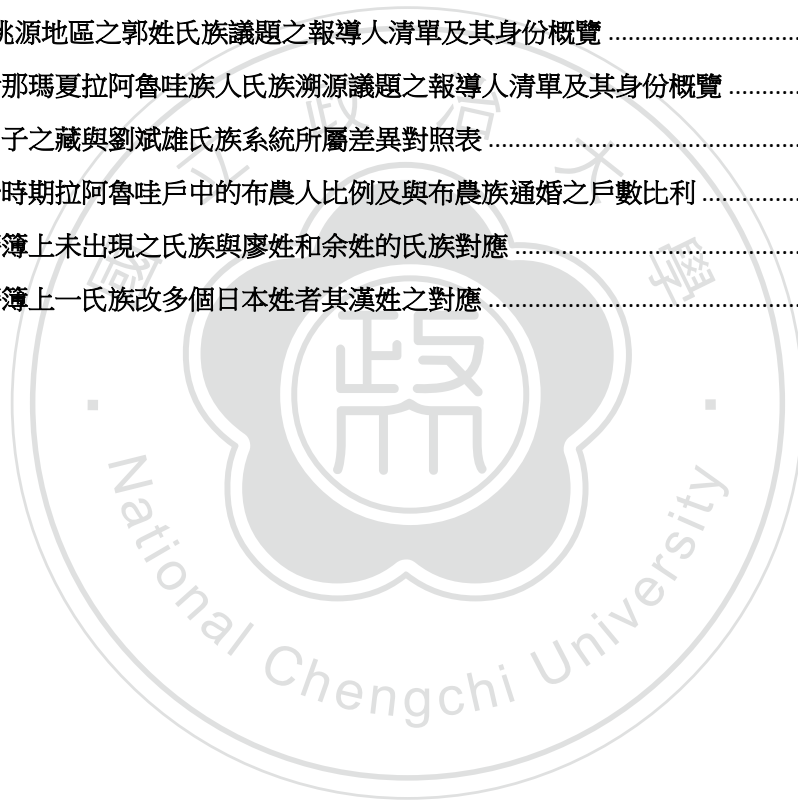 桃源地區之郭姓氏族議題之報導人清單及其身份概覽
那瑪夏拉阿魯哇族人氏族溯源議題之報導人清單及其身份概覽
子之藏與劉斌雄氏族系統所屬差異對照表
時期拉阿魯哇戶中的布農人比例及與布農族通婚之戶數比利
簿上未出現之氏族與廖姓和余姓的氏族對應
簿上一氏族改多個日本姓者其漢姓之對應
國立政治大學
政
National Chengchi University